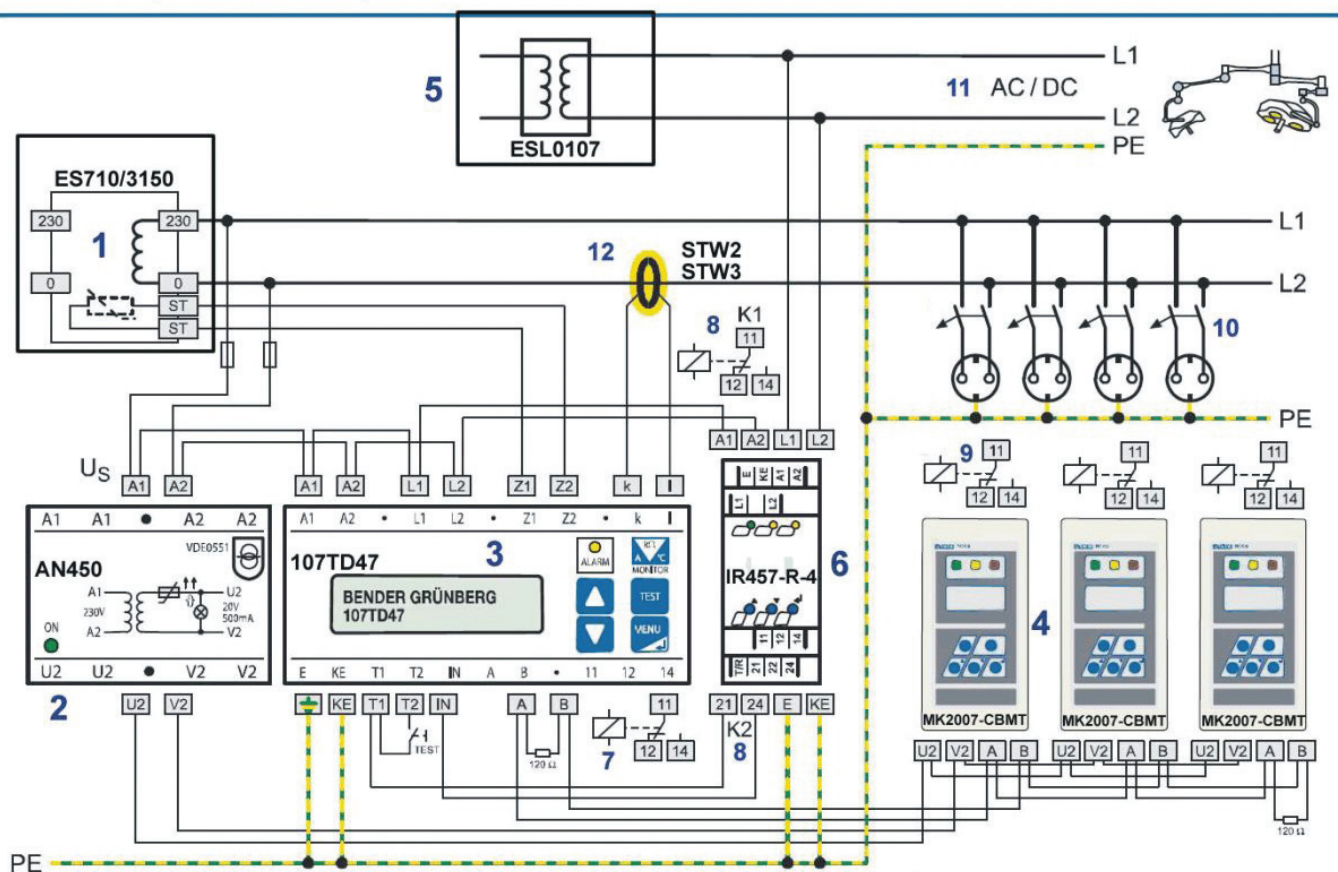 L1
5
11 AC / DC
L2
ESL0107
PE
ES710/3150
230 230
L1
1
12 STW2
STW3
0 0
L2
ST
ST
8 K1
11
10
12 14
A1 A2 L1 L2
PE
US
9 11 11 11
12 14 12 14 12 14
A1 A2 A1 A2 L1 L2 Z1 Z2 k l
A1 A1 • A2 A2
A1 A2 • L1 L2 • Z1 Z2 • k l
E KE A1 A2
L1 L2
VDE0551
AN450
A1 U2
230V 20V
500mA
A2 V2
ON
U2 U2 • V2 V2
107TD47
3
BENDER GRÜNBERG
107TD47
ALARM
MONITOR
TEST
MENU
E KE T1 T2 IN A B • 11 12 14
IR457-R-4
6
11 12 14
T/R 21 22 24
4
MK2007-CBMT MK2007-CBMT MK2007-CBMT
2
U2 V2
KE T1 T2 IN A B
TEST
120 Ω
7
11
12 14
21 24 E KE
K2
8
U2 V2 A B U2 V2 A B U2 V2 A B
120 Ω
PE